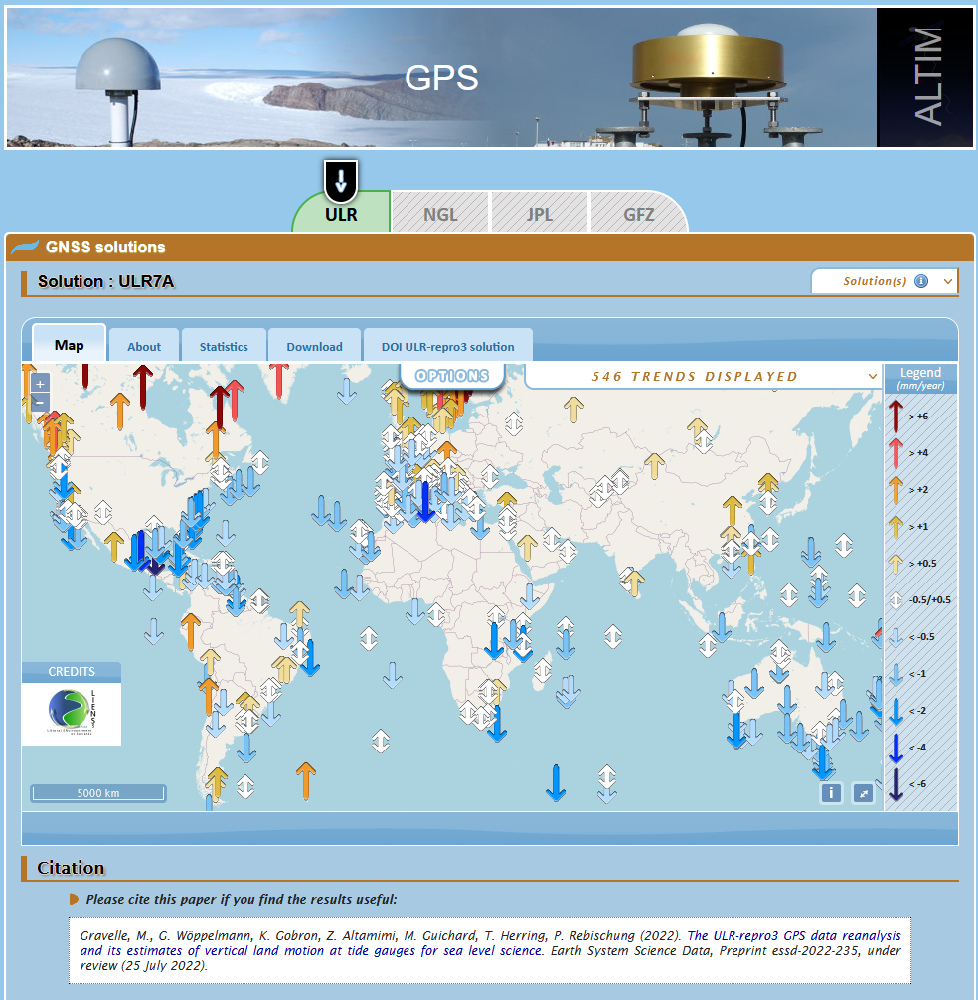 GPS
ALTIM
ULR
NGL
JPL
GFZ
GNSS solutions
Solution : ULR7A
Solution(s)
Map
About
Statistics
Download
DOI ULR-repro3 solution
OPTIONS
546 TRENDS DISPLAYED
Legend
(mm/year)
> +6
> +4
> +2
> +1
> +0.5
-0.5/+0.5
< -0.5
< -1
< -2
< -4
< -6
+
−
CREDITS
LIENSs
5000 km
i
Citation
Please cite this paper if you find the results useful:
Gravelle, M., G. Wöppelmann, K. Gobron, Z. Altamimi, M. Guichard, T. Herring, P. Rebischung (2022). The ULR-repro3 GPS data reanalysis
and its estimates of vertical land motion at tide gauges for sea level science. Earth System Science Data, Preprint essd-2022-235, under
review (25 July 2022).